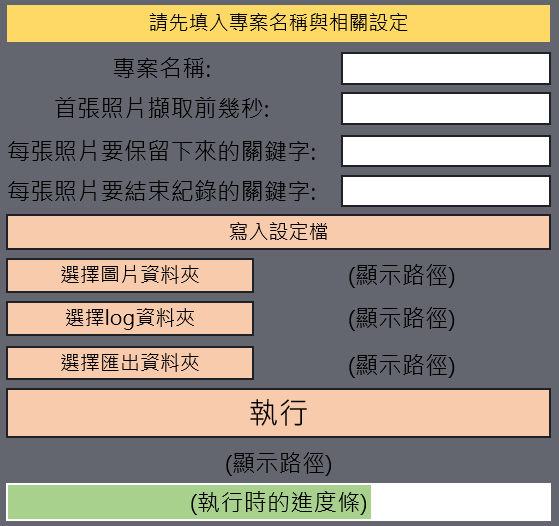 請先填入專案名稱與相關設定
專案名稱:
首張照片擷取前幾秒:
每張照片要保留下來的關鍵字:
每張照片要結束紀錄的關鍵字:
寫入設定檔
選擇圖片資料夾 (顯示路徑)
選擇log資料夾 (顯示路徑)
選擇匯出資料夾 (顯示路徑)
執行
(顯示路徑)
(執行時的進度條)